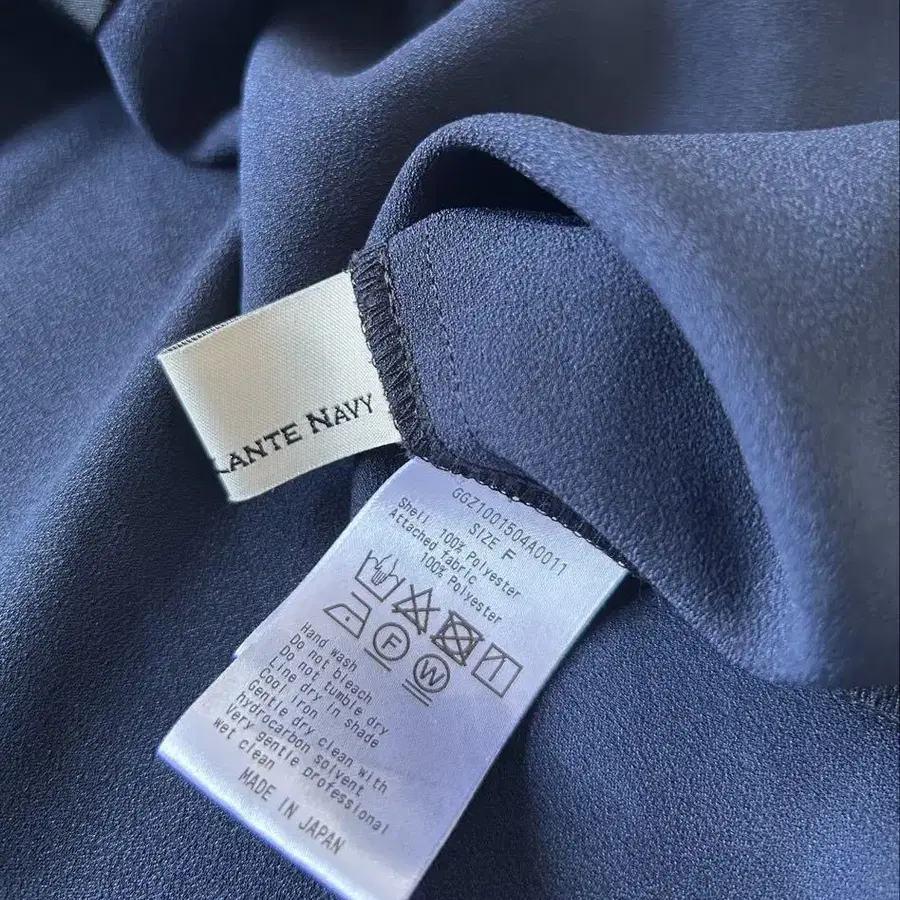 LANTE NAVY
GGZ1001504A0011
SIZE F
Shell 100% Polyester
Attached fabric
100% Polyester
F
W
Hand wash
Do not bleach
Do not tumble dry
Line dry in shade
Cool iron
Gentle dry clean with
hydrocarbon solvent
Very gentle professional
wet clean
MADE IN JAPAN